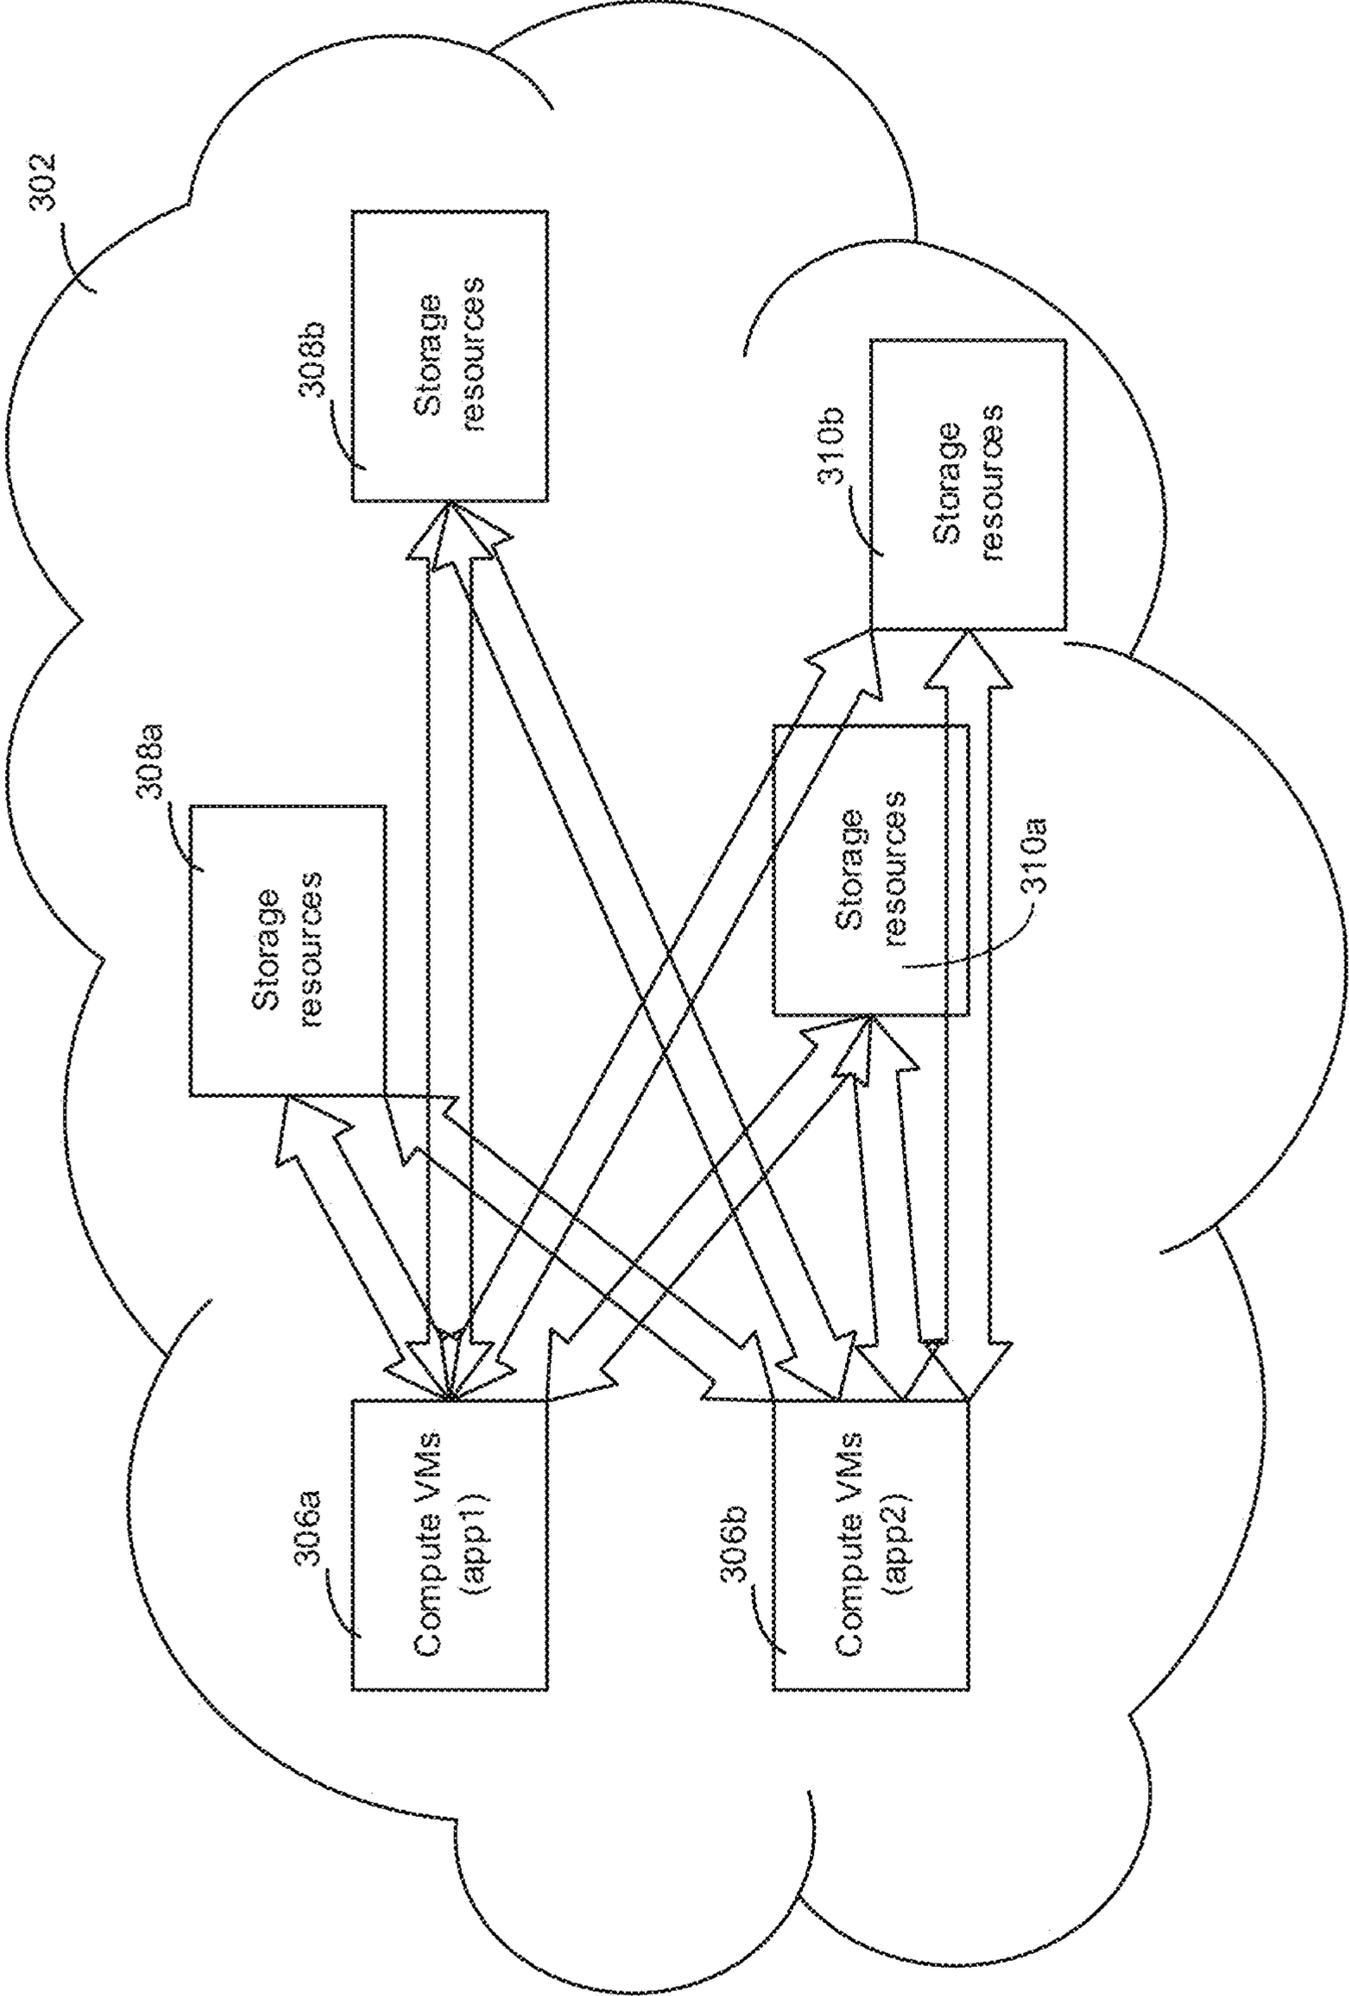 302
308b
Storage
resources
308a
Storage
resources
310b
Storage
resources
Storage
resources
310a
306a
Compute VMs
(app1)
306b
Compute VMs
(app2)